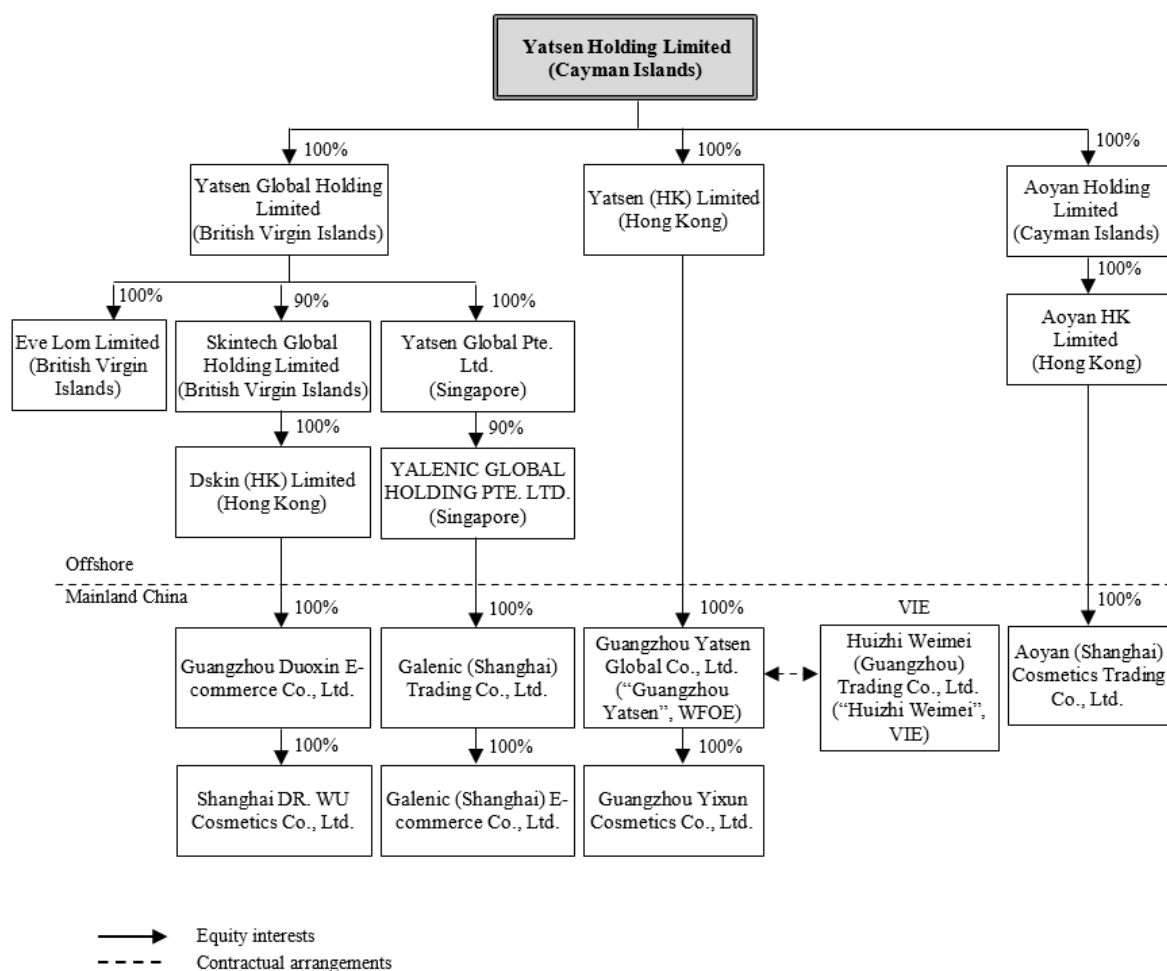 Yatsen Holding Limited
(Cayman Islands)
100%
100%
100%
Yatsen Global Holding
Limited
(British Virgin Islands)
Yatsen (HK) Limited
(Hong Kong)
Aoyan Holding
Limited
(Cayman Islands)
100%
90%
100%
100%
Eve Lom Limited
(British Virgin
Islands)
Skintech Global
Holding Limited
(British Virgin Islands)
Yatsen Global Pte.
Ltd.
(Singapore)
Aoyan HK
Limited
(Hong Kong)
100%
90%
Dskin (HK) Limited
(Hong Kong)
YALENIC GLOBAL
HOLDING PTE. LTD.
(Singapore)
Offshore
Mainland China
100%
100%
100%
VIE
100%
Guangzhou Duoxin E-
commerce Co., Ltd.
Galenic (Shanghai)
Trading Co., Ltd.
Guangzhou Yatsen
Global Co., Ltd.
(“Guangzhou
Yatsen”, WFOE)
Huizhi Weimei
(Guangzhou)
Trading Co., Ltd.
(“Huizhi Weimei”,
VIE)
Aoyan (Shanghai)
Cosmetics Trading
Co., Ltd.
100%
100%
100%
Shanghai DR. WU
Cosmetics Co., Ltd.
Galenic (Shanghai) E-
commerce Co., Ltd.
Guangzhou Yixun
Cosmetics Co., Ltd.
Equity interests
Contractual arrangements